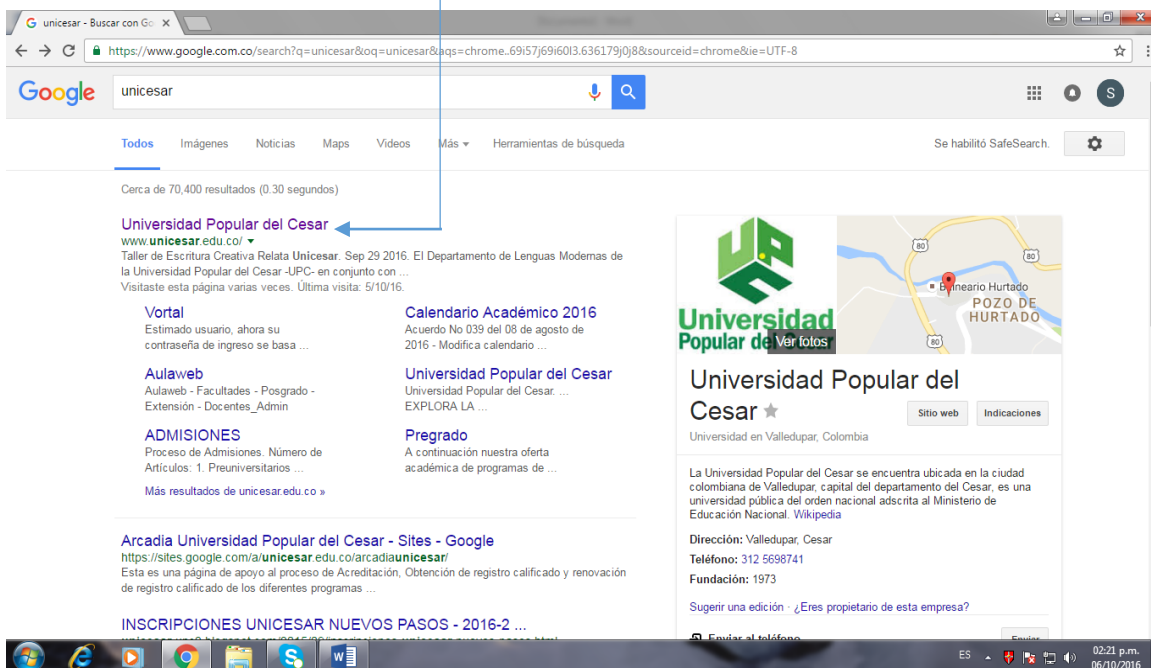 unicesar - Buscar con Go
https://www.google.com.co/search?q=unicesar&oq=unicesar&aqs=chrome..69i57j69i60l3.636179j0j8&sourceid=chrome&ie=UTF-8
Google
unicesar
S
Todos Imágenes Noticias Maps Videos Más Herramientas de búsqueda
Se habilitó SafeSearch.
Cerca de 70,400 resultados (0.30 segundos)
Universidad Popular del Cesar
www.unicesar.edu.co/
Taller de Escritura Creativa Relata Unicesar. Sep 29 2016. El Departamento de Lenguas Modernas de
la Universidad Popular del Cesar -UPC- en conjunto con ...
Visitaste esta página varias veces. Última visita: 5/10/16.
Vortal
Estimado usuario, ahora su
contraseña de ingreso se basa ...
Calendario Académico 2016
Acuerdo No 039 del 08 de agosto de
2016 - Modifica calendario ...
Aulaweb
Aulaweb - Facultades - Posgrado -
Extensión - Docentes_Admin
Universidad Popular del Cesar
Universidad Popular del Cesar. ...
EXPLORA LA ...
ADMISIONES
Proceso de Admisiones. Número de
Artículos: 1. Preuniversitarios ...
Pregrado
A continuación nuestra oferta
académica de programas de ...
Más resultados de unicesar.edu.co »
Arcadia Universidad Popular del Cesar - Sites - Google
https://sites.google.com/a/unicesar.edu.co/arcadiaunicesar/
Esta es una página de apoyo al proceso de Acreditación, Obtención de registro calificado y renovación
de registro calificado de los diferentes programas ...
INSCRIPCIONES UNICESAR NUEVOS PASOS - 2016-2 ...
UPC
Universidad
Popular del Cesar
Ver fotos
80
80
Balneario Hurtado
POZO DE
HURTADO
80
Universidad Popular del
Cesar
Sitio web
Indicaciones
Universidad en Valledupar, Colombia
La Universidad Popular del Cesar se encuentra ubicada en la ciudad
colombiana de Valledupar, capital del departamento del Cesar, es una
universidad pública del orden nacional adscrita al Ministerio de
Educación Nacional. Wikipedia
Dirección: Valledupar, Cesar
Teléfono: 312 5698741
Fundación: 1973
Sugerir una edición · ¿Eres propietario de esta empresa?
Enviar al teléfono
Enviar
ES
02:21 p.m.
06/10/2016